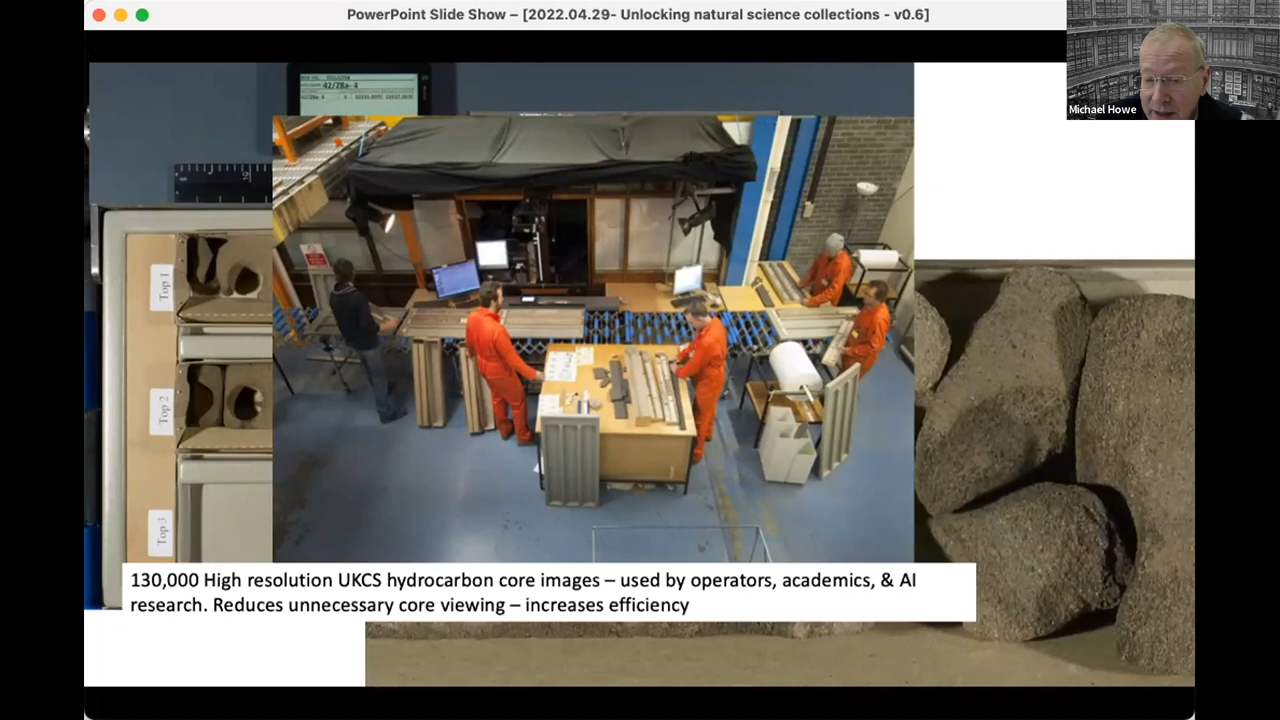 PowerPoint Slide Show – [2022.04.29- Unlocking natural science collections - v0.6]
Michael Howe
42/28a- 4
10
Top 1
Top 2
Top 3
130,000 High resolution UKCS hydrocarbon core images – used by operators, academics, & AI
research. Reduces unnecessary core viewing – increases efficiency